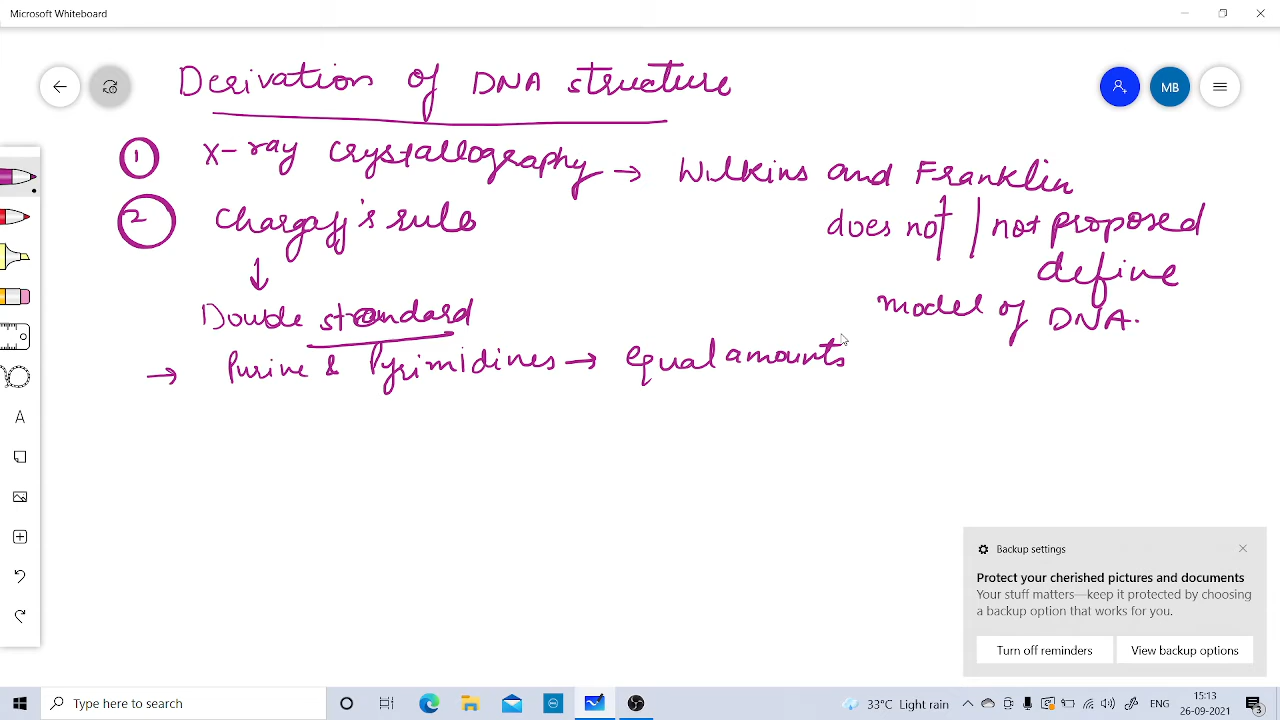 Microsoft Whiteboard
Derivation of DNA structure
MB
1 X-ray crystallography → Wilkins and Franklin
does not | not proposed
define
model of DNA.
2 Chargaff's rule
↓
Double standard
→ Purine & Pyrimidines → equal amounts
A
Backup settings
Protect your cherished pictures and documents
Your stuff matters—keep it protected by choosing
a backup option that works for you.
Turn off reminders
View backup options
Type here to search
33°C Light rain
ENG
15:13
26-09-2021
3